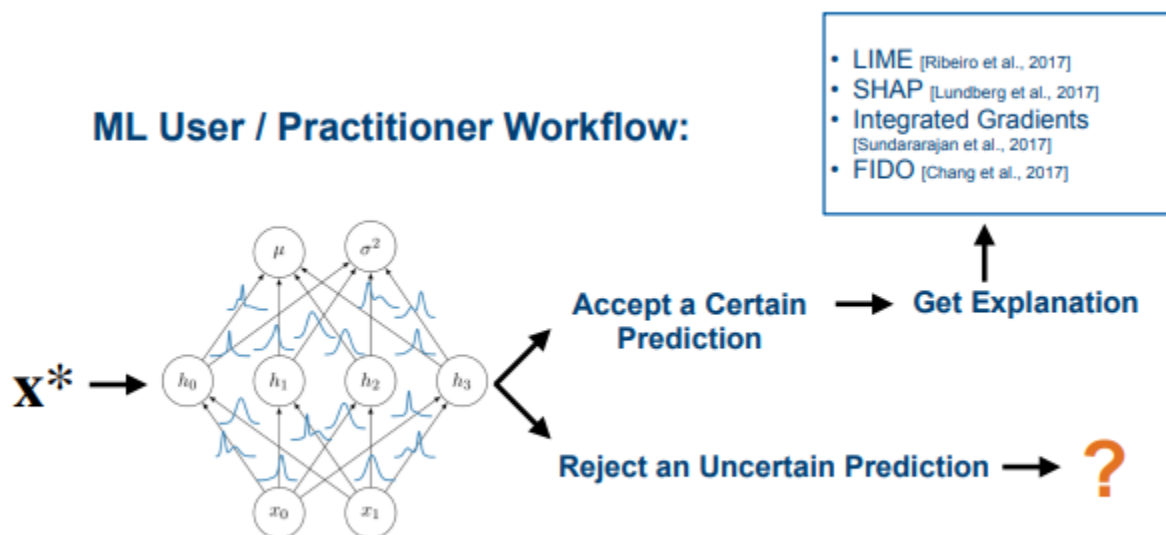 • LIME [Ribeiro et al., 2017]
• SHAP [Lundberg et al., 2017]
• Integrated Gradients
[Sundararajan et al., 2017]
• FIDO [Chang et al., 2017]
ML User / Practitioner Workflow:
μ
σ²
Accept a Certain
Prediction
Get Explanation
x*
h₀
h₁
h₂
h₃
Reject an Uncertain Prediction
?
x₀
x₁